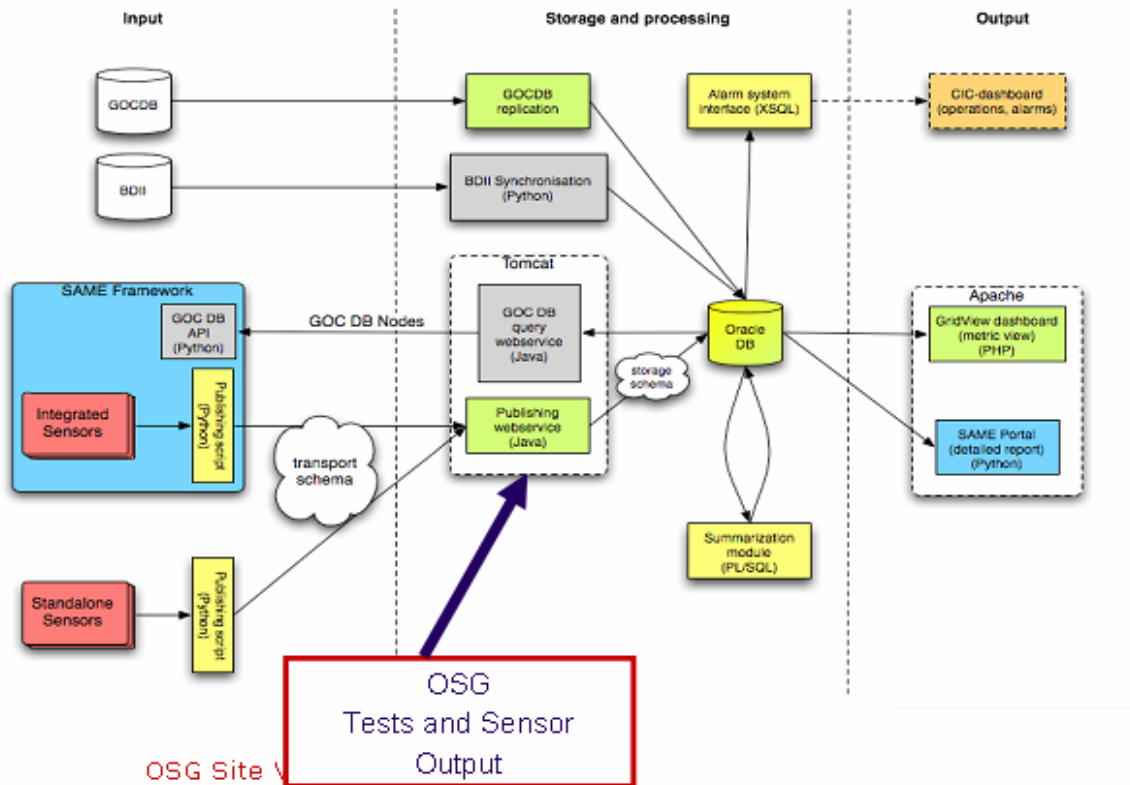 Input
Storage and processing
Output
GOCDB
GOCDB
replication
Alarm system
interface (XSQL)
CIC-dashboard
(operations, alarms)
BDII
BDII Synchronisation
(Python)
SAME Framework
GOC DB
API
(Python)
GOC DB Nodes
Tomcat
GOC DB
query
webservice
(Java)
Oracle
DB
Apache
GridView dashboard
(metric view)
(PHP)
storage
schema
Integrated
Sensors
Publishing script
(Python)
transport
schema
Publishing
webservice
(Java)
SAME Portal
(detailed report)
(Python)
Summarization
module
(PL/SQL)
Standalone
Sensors
Publishing script
(Python)
OSG
Tests and Sensor
Output
OSG Site